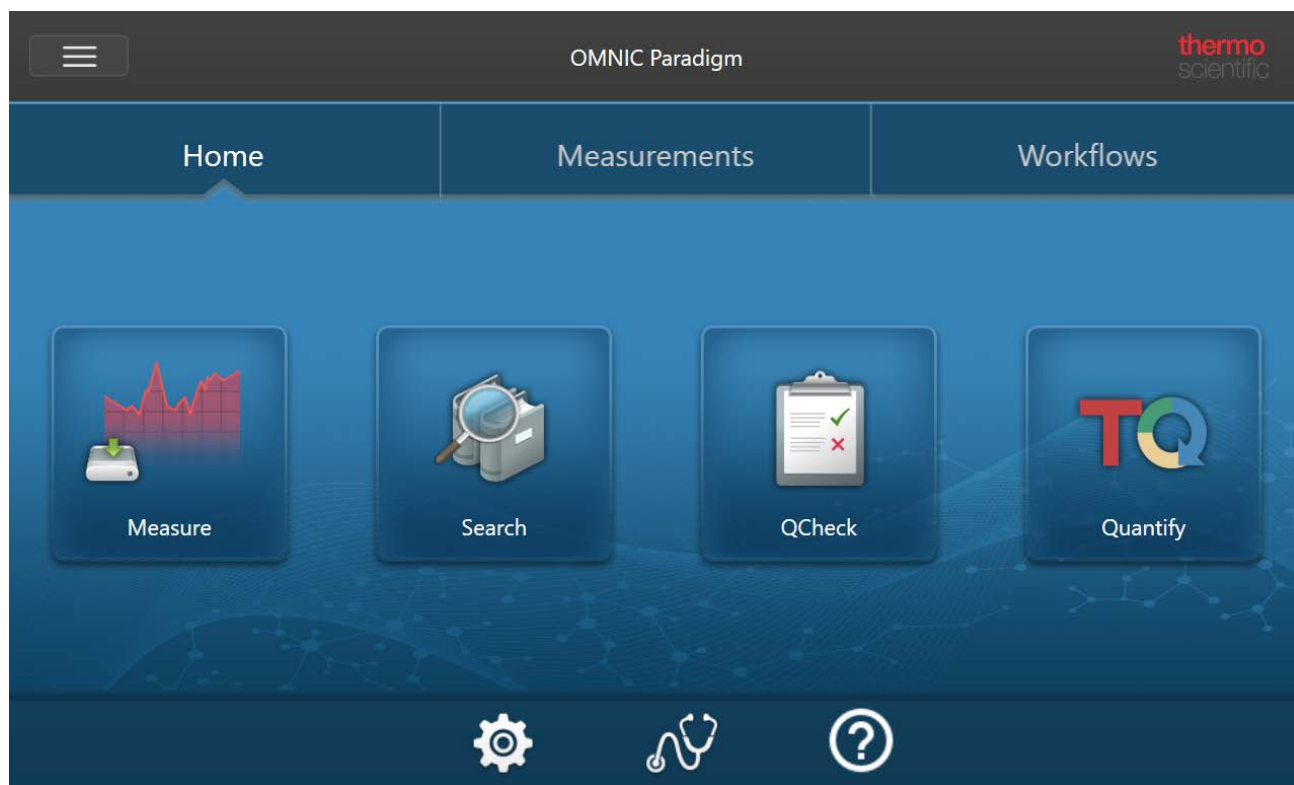 OMNIC Paradigm
thermo
scientific
Home
Measurements
Workflows
TQ
Measure
Search
QCheck
Quantify
?